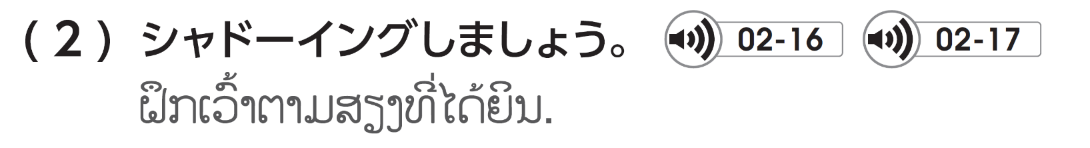 （2）シャドーイングしましょう。 02-16 02-17
ຝຶກເວົ້າຕາມສຽງທີ່ໄດ້ຍິນ.